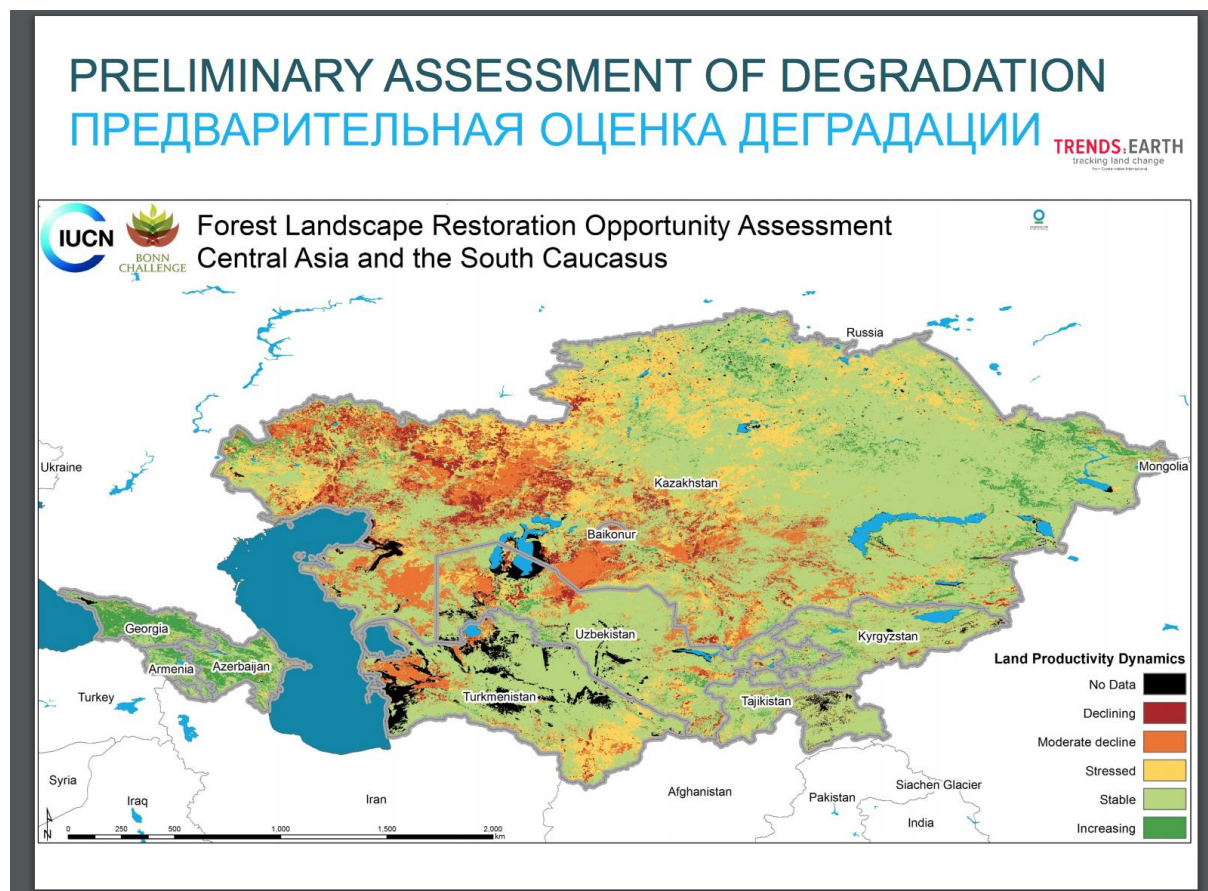 PRELIMINARY ASSESSMENT OF DEGRADATION
ПРЕДВАРИТЕЛЬНАЯ ОЦЕНКА ДЕГРАДАЦИИ
TRENDS.EARTH
tracking land change
from Conservation International
IUCN
BONN
CHALLENGE
Forest Landscape Restoration Opportunity Assessment
Central Asia and the South Caucasus
Russia
Ukraine
Mongolia
Kazakhstan
Baikonur
Georgia
Uzbekistan
Kyrgyzstan
Armenia
Azerbaijan
Turkey
Turkmenistan
Tajikistan
Syria
Iraq
Iran
Afghanistan
Pakistan
Siachen Glacier
India
Land Productivity Dynamics
No Data
Declining
Moderate decline
Stressed
Stable
Increasing
N
0 250 500 1,000 1,500 2,000
km